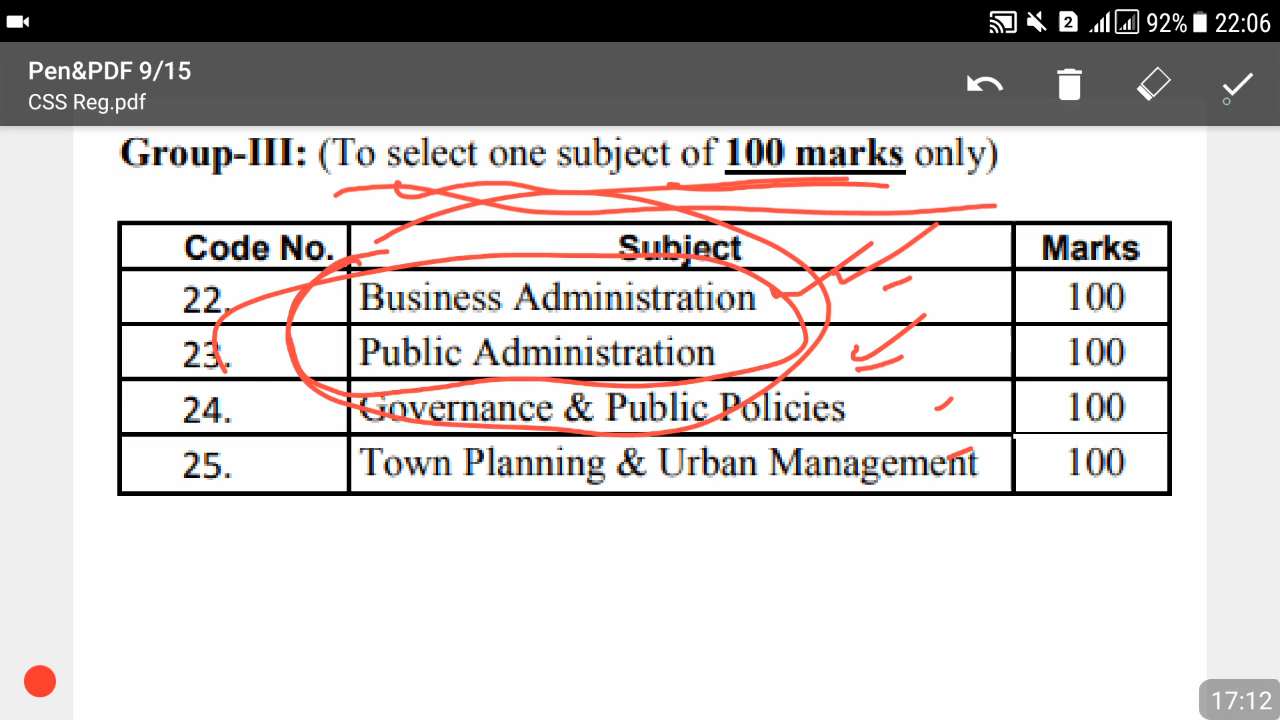 2 92% 22:06
Pen&PDF 9/15
CSS Reg.pdf
Group-III: (To select one subject of 100 marks only)
Code No. Subject Marks
22. Business Administration 100
23. Public Administration 100
24. Governance & Public Policies 100
25. Town Planning & Urban Management 100
17:12